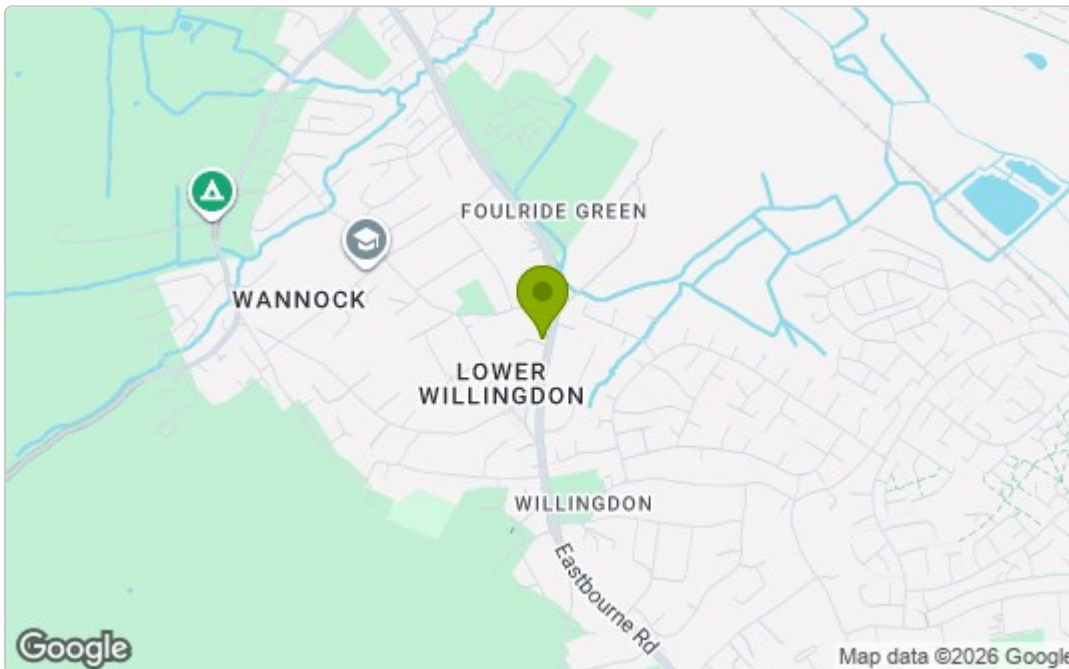 FOULRIDE GREEN
WANNOCK
LOWER
WILLINGDON
WILLINGDON
Eastbourne Rd
Google
Map data ©2026 Google